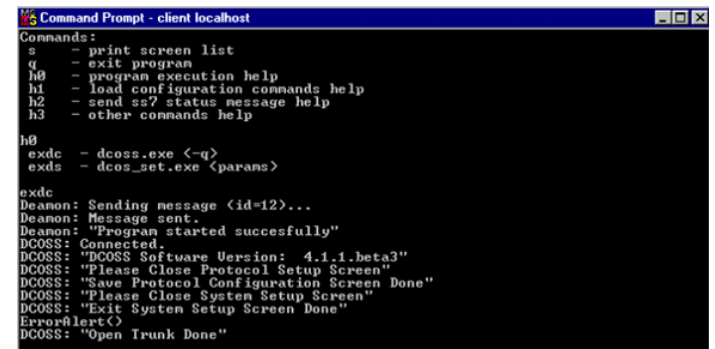 Command Prompt - client localhost
Commands:
s - print screen list
q - exit program
h0 - program execution help
h1 - load configuration commands help
h2 - send ss7 status message help
h3 - other commands help
h0
exdc - dcoss.exe <-q>
exds - dcos_set.exe <params>
exdc
Deamon: Sending message (id=12)...
Deamon: Message sent.
Deamon: "Program started succesfully"
DCOSS: Connected.
DCOSS: "DCOSS Software Version: 4.1.1.beta3"
DCOSS: "Please Close Protocol Setup Screen"
DCOSS: "Save Protocol Configuration Screen Done"
DCOSS: "Please Close System Setup Screen"
DCOSS: "Exit System Setup Screen Done"
ErrorAlert()
DCOSS: "Open Trunk Done"